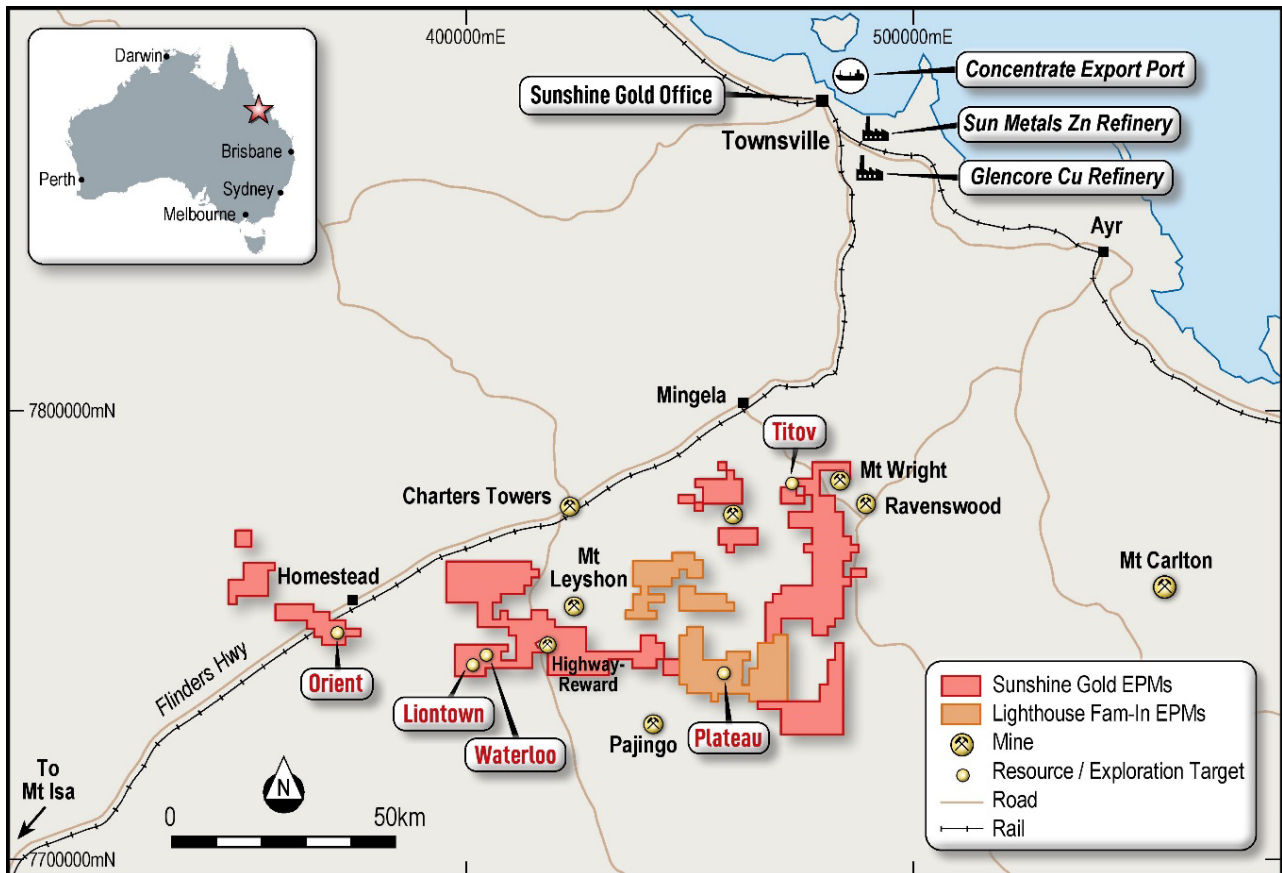 400000mE
500000mE
Darwin
Brisbane
Perth
Sydney
Melbourne
Sunshine Gold Office
Concentrate Export Port
Sun Metals Zn Refinery
Glencore Cu Refinery
Townsville
Ayr
7800000mN
Mingela
Titov
Mt Wright
Ravenswood
Charters Towers
Mt Carlton
Homestead
Mt
Leyshon
Orient
Flinders Hwy
Highway-
Reward
Liontown
Waterloo
Pajingo
Plateau
To
Mt Isa
N
0
50km
7700000mN
Sunshine Gold EPMs
Lighthouse Fam-In EPMs
Mine
Resource / Exploration Target
Road
Rail